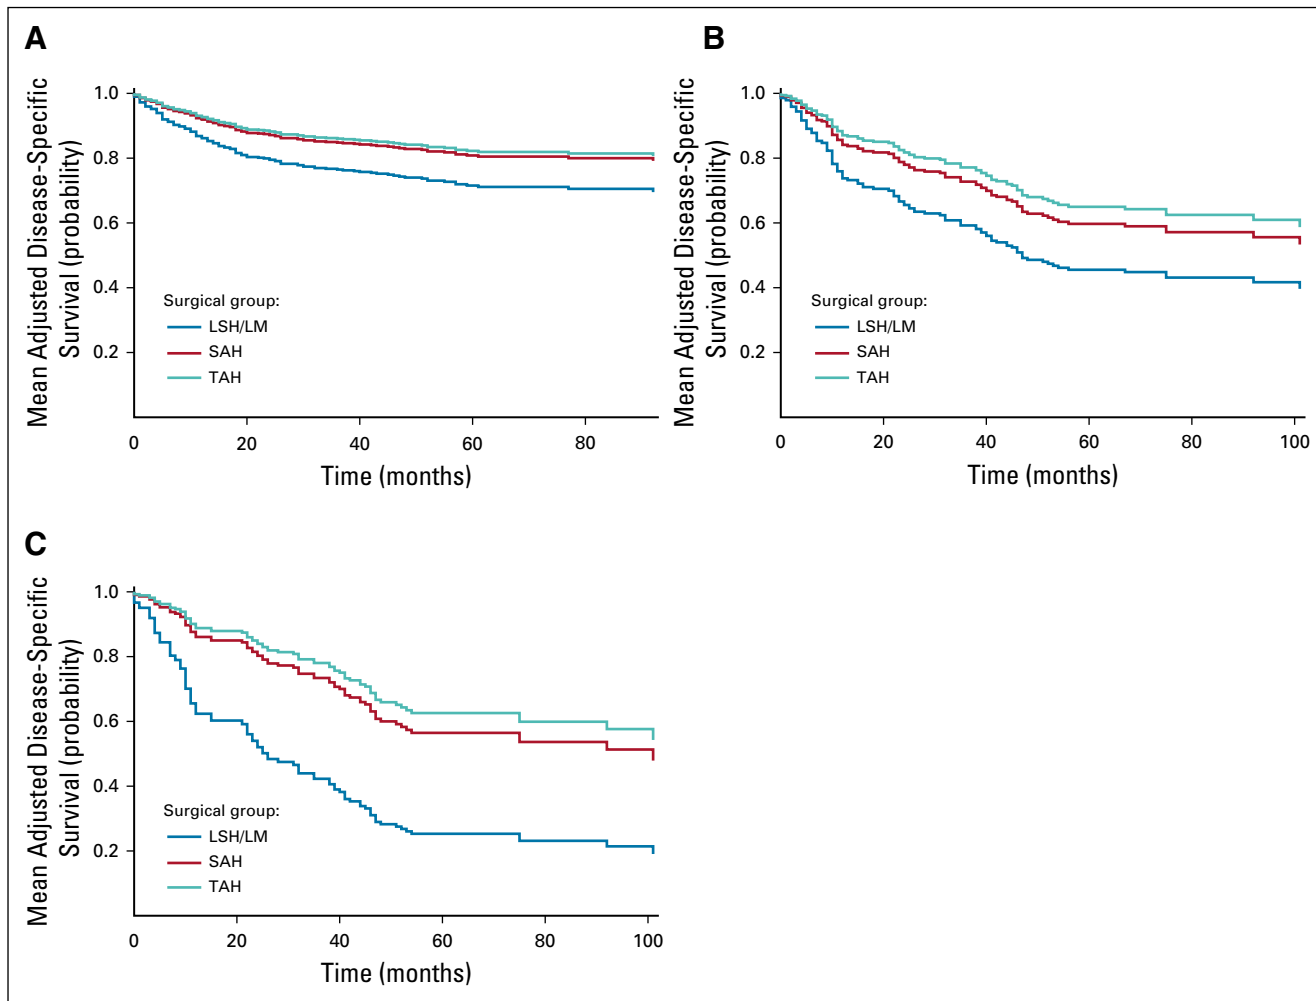 A
Mean Adjusted Disease-Specific
Survival (probability)
1.0
0.8
0.6
0.4
0.2
Surgical group:
LSH/LM
SAH
TAH
0 20 40 60 80
Time (months)
B
Mean Adjusted Disease-Specific
Survival (probability)
1.0
0.8
0.6
0.4
0.2
Surgical group:
LSH/LM
SAH
TAH
0 20 40 60 80 100
Time (months)
C
Mean Adjusted Disease-Specific
Survival (probability)
1.0
0.8
0.6
0.4
0.2
Surgical group:
LSH/LM
SAH
TAH
0 20 40 60 80 100
Time (months)